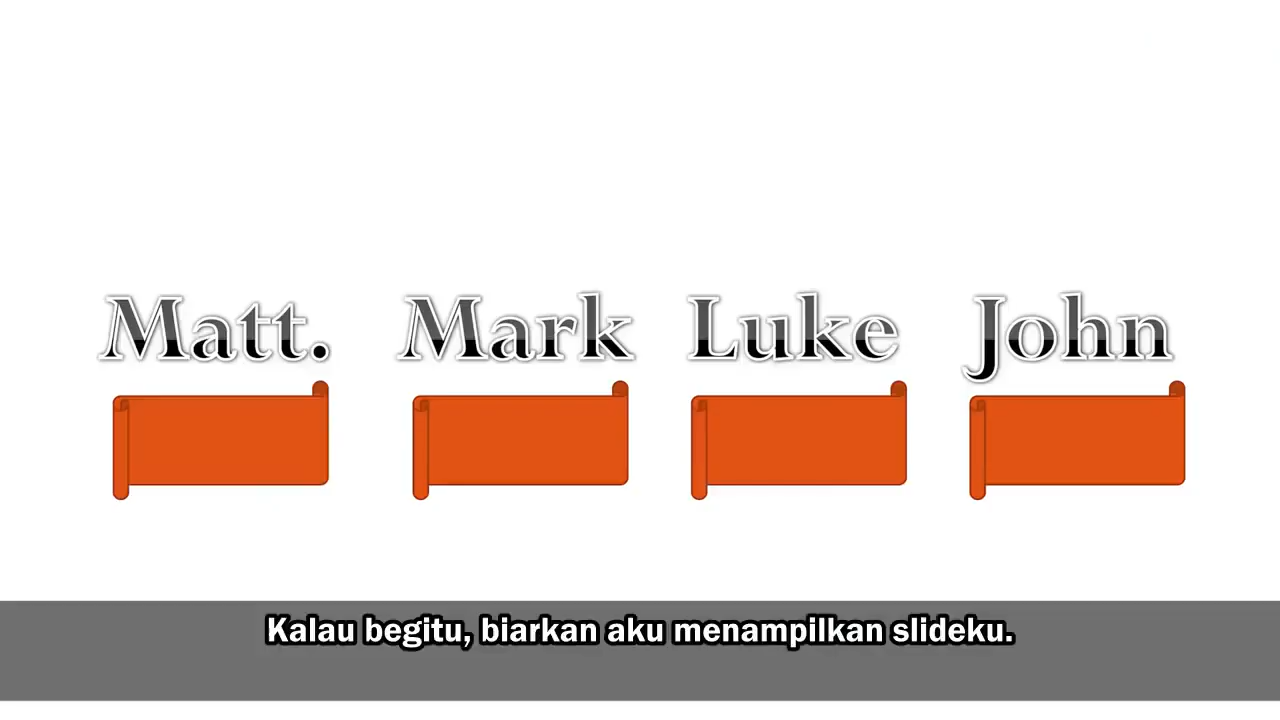 Matt. Mark Luke John
Kalau begitu, biarkan aku menampilkan slideku.